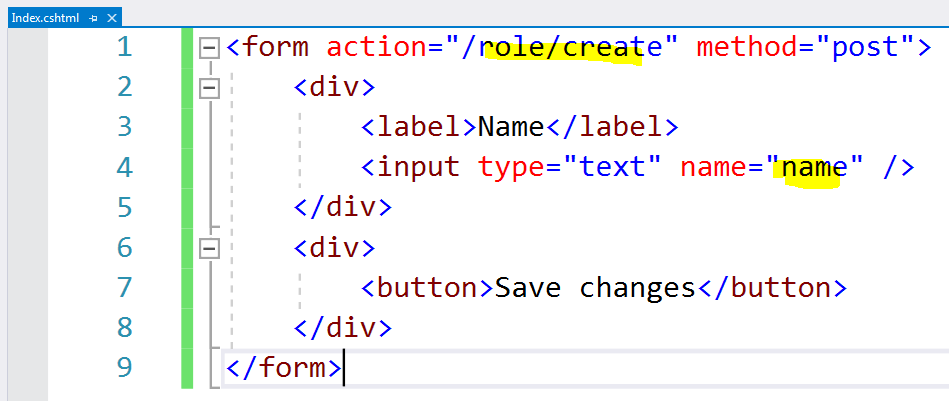 Index.cshtml
1 <form action="/role/create" method="post">
2 <div>
3 <label>Name</label>
4 <input type="text" name="name" />
5 </div>
6 <div>
7 <button>Save changes</button>
8 </div>
9 </form>